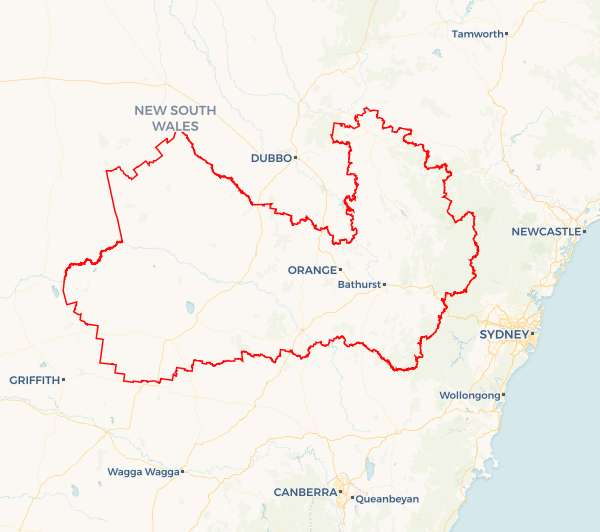 Tamworth
NEW SOUTH
WALES
DUBBO
NEWCASTLE
ORANGE
Bathurst
SYDNEY
GRIFFITH
Wollongong
Wagga Wagga
CANBERRA
Queanbeyan